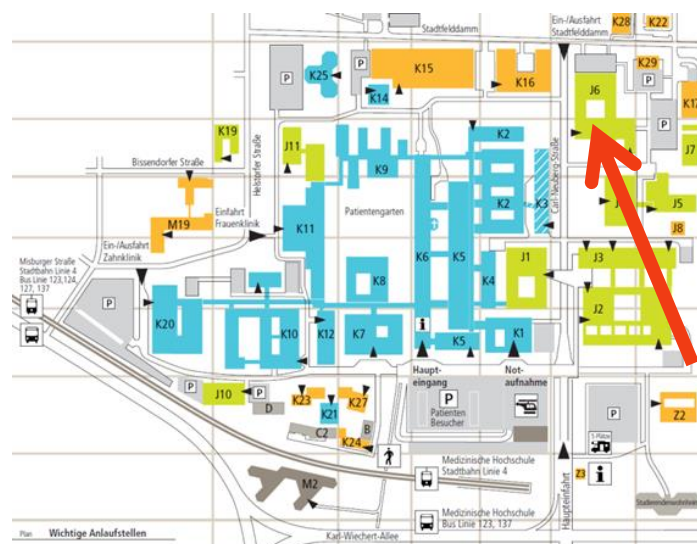 Ein-/Ausfahrt
Stadtfelddamm
Stadtfelddamm
K28
K22
K15
K16
K29
J6
P
K25
P
P
K14
P
K19
J11
K2
J7
Bissendorfer Straße
Helstorfer Straße
K9
K2
K3
Carl-Neuberg-Straße
J5
M19
Einfahrt
Frauenklinik
K11
Patientengarten
J8
Ein-/Ausfahrt
Zahnklinik
K6
K5
J1
J3
Misburger Straße
Stadtbahn Linie 4
Bus Linie 123,124,
127, 137
K8
K4
J2
P
K20
K10
K12
K7
i
K5
K1
Haupt-
eingang
Not-
aufnahme
P
J10
P
D
K23
K27
K21
C2
B
K24
P
Patienten
Besucher
P
Z2
5 Plätze
M2
Medizinische Hochschule
Stadtbahn Linie 4
Z3
i
Haupteinfahrt
Medizinische Hochschule
Bus Linie 123, 137
Plan Wichtige Anlaufstellen
Karl-Wiechert-Allee